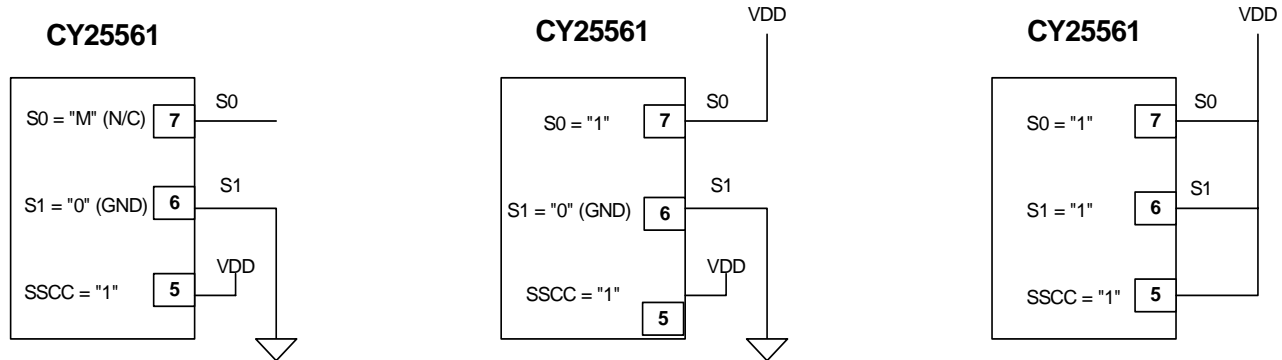 CY25561
S0 = "M" (N/C)
7
S0
S1 = "0" (GND)
6
S1
VDD
SSCC = "1"
5
CY25561
VDD
S0 = "1"
7
S0
S1 = "0" (GND)
6
S1
VDD
SSCC = "1"
5
CY25561
VDD
S0 = "1"
7
S0
S1 = "1"
6
S1
SSCC = "1"
5